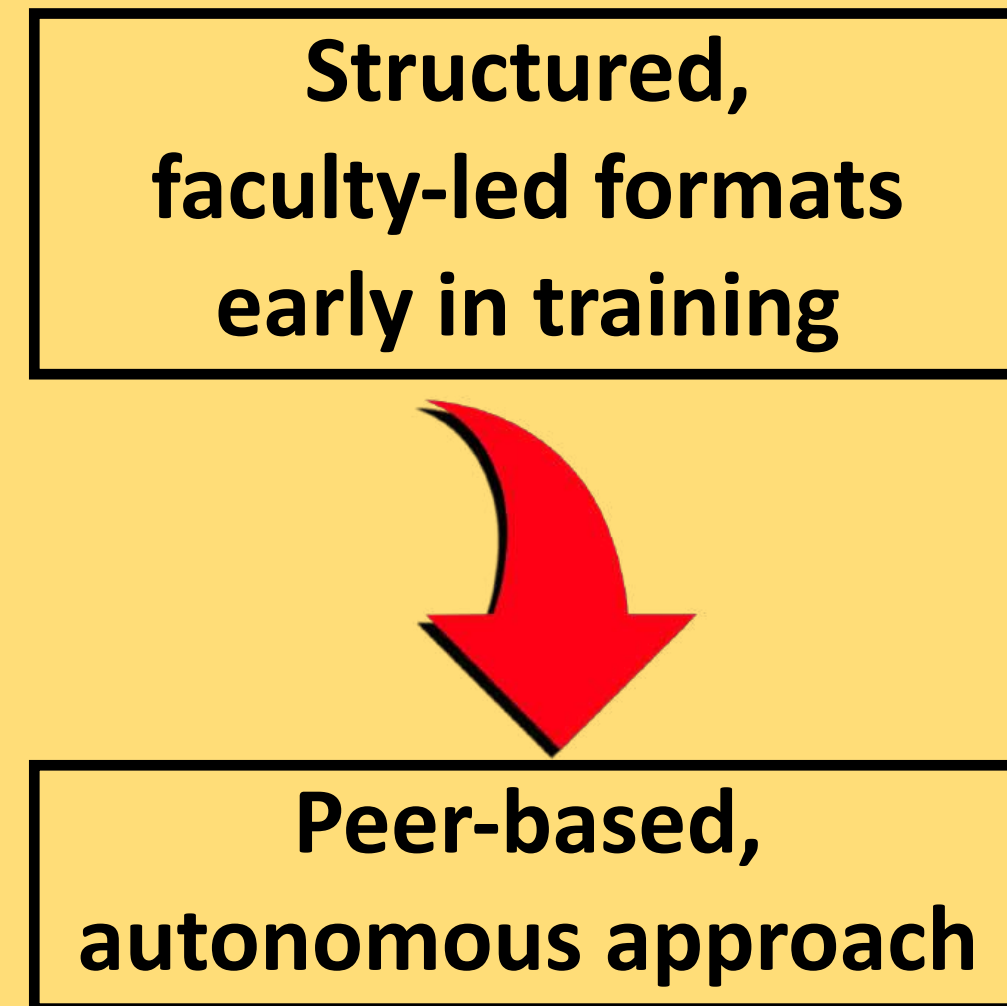 Structured,
faculty-led formats
early in training
Peer-based,
autonomous approach